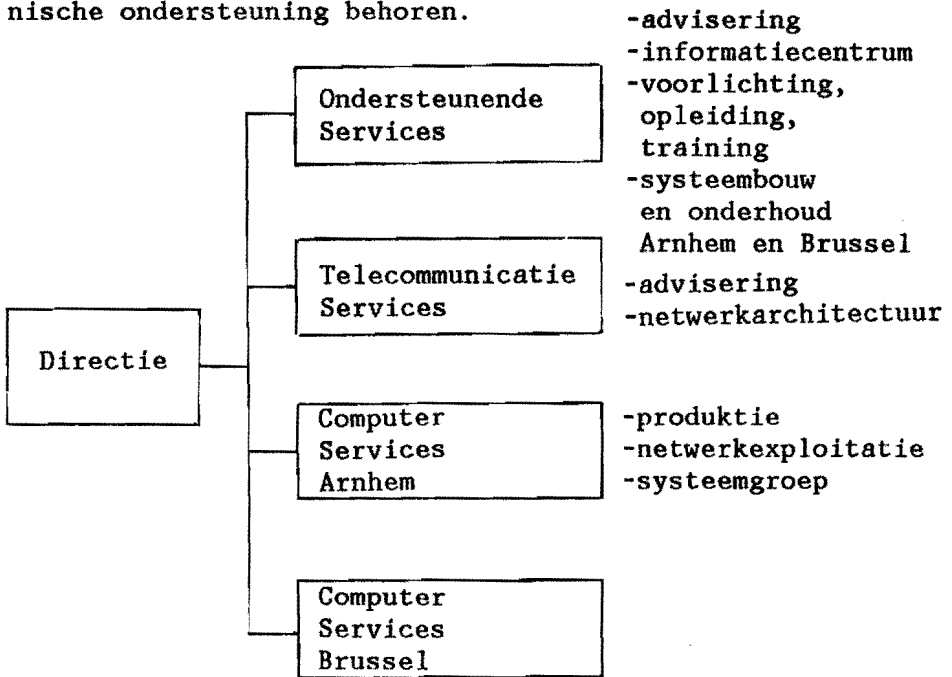 nische ondersteuning behoren.
Ondersteunende
Services
-advisering
-informatiecentrum
-voorlichting,
opleiding,
training
-systeembouw
en onderhoud
Arnhem en Brussel
Telecommunicatie
Services
-advisering
-netwerkarchitectuur
Directie
Computer
Services
Arnhem
-produktie
-netwerkexploitatie
-systeemgroep
Computer
Services
Brussel